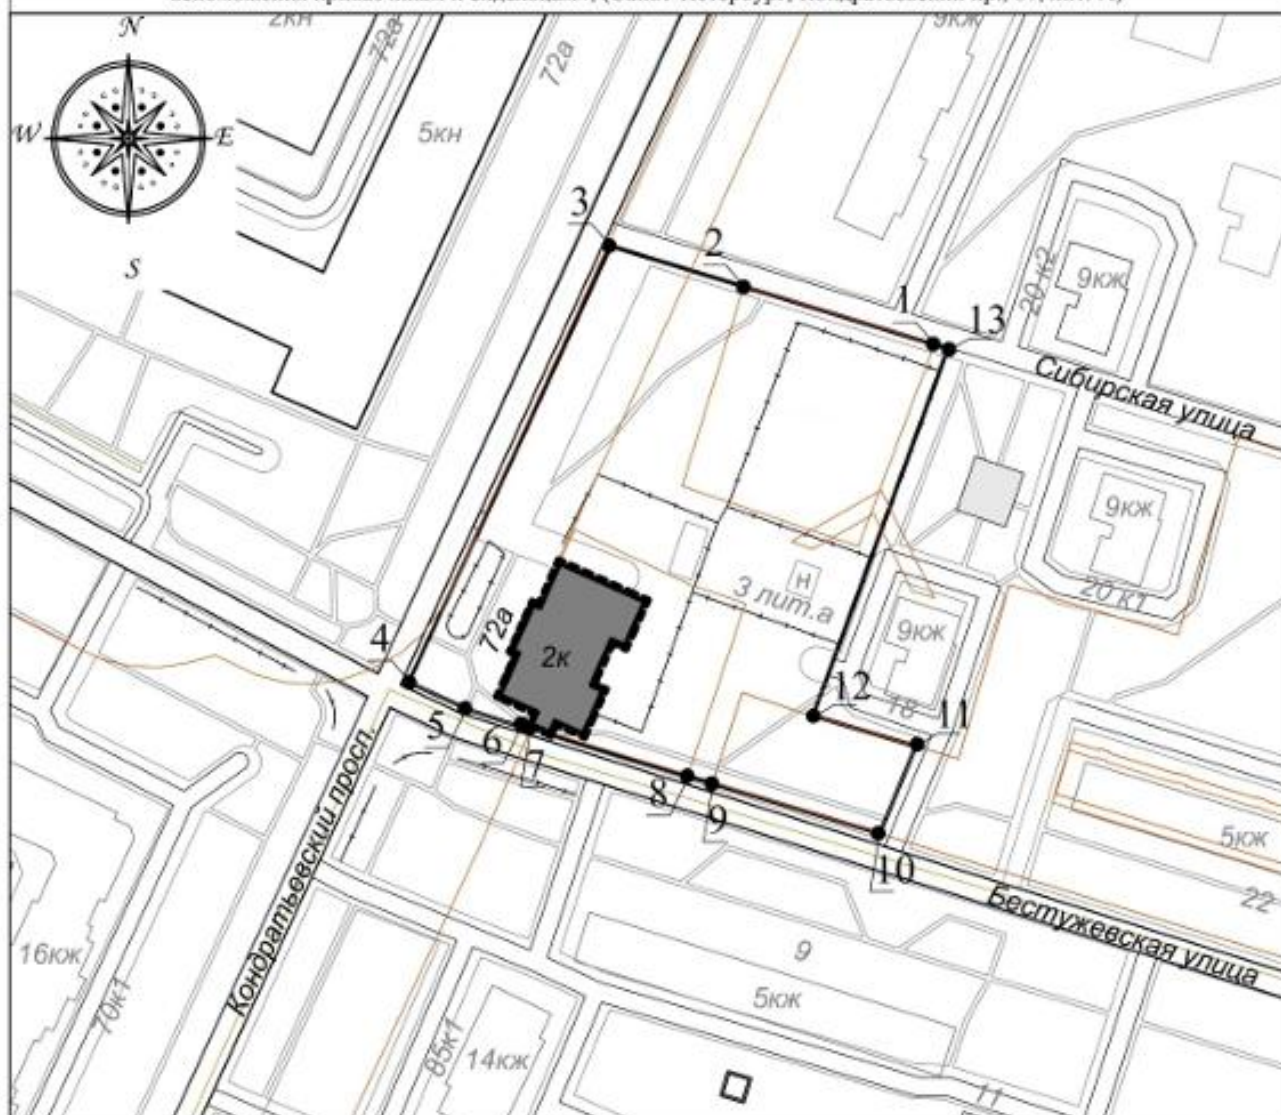 2кн
72а
9кж
N
72а
5кн
W
E
3
2
20 к2
9кж
S
1
13
Сибирская улица
9кж
20 к1
Н
3 лит.а
72а
9кж
2к
4
12
18
11
5
6
7
8
9
5кж
10
22
Бестужевская улица
Кондратьевский просп.
9
16кж
5кж
70к1
85к1
14кж
11